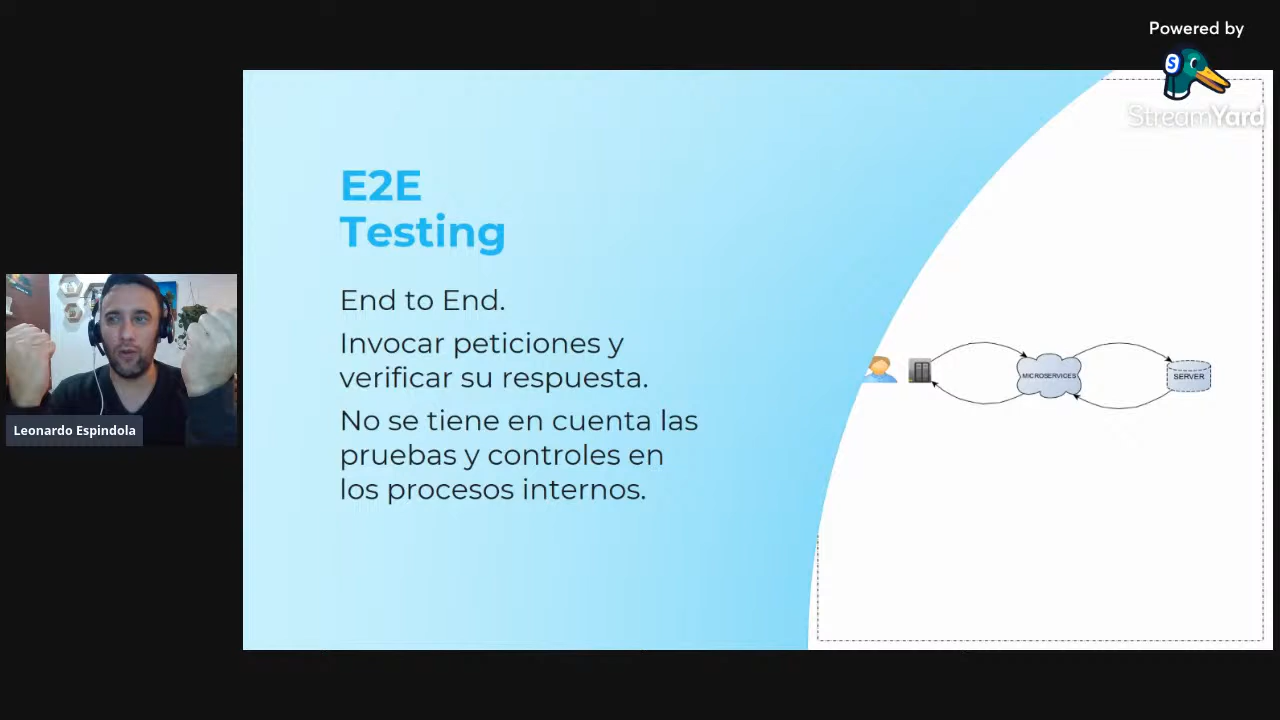 Powered by
S
StreamYard
E2E
Testing
End to End.
Invocar peticiones y
verificar su respuesta.
No se tiene en cuenta las
pruebas y controles en
los procesos internos.
MICROSERVICES
SERVER
Leonardo Espindola